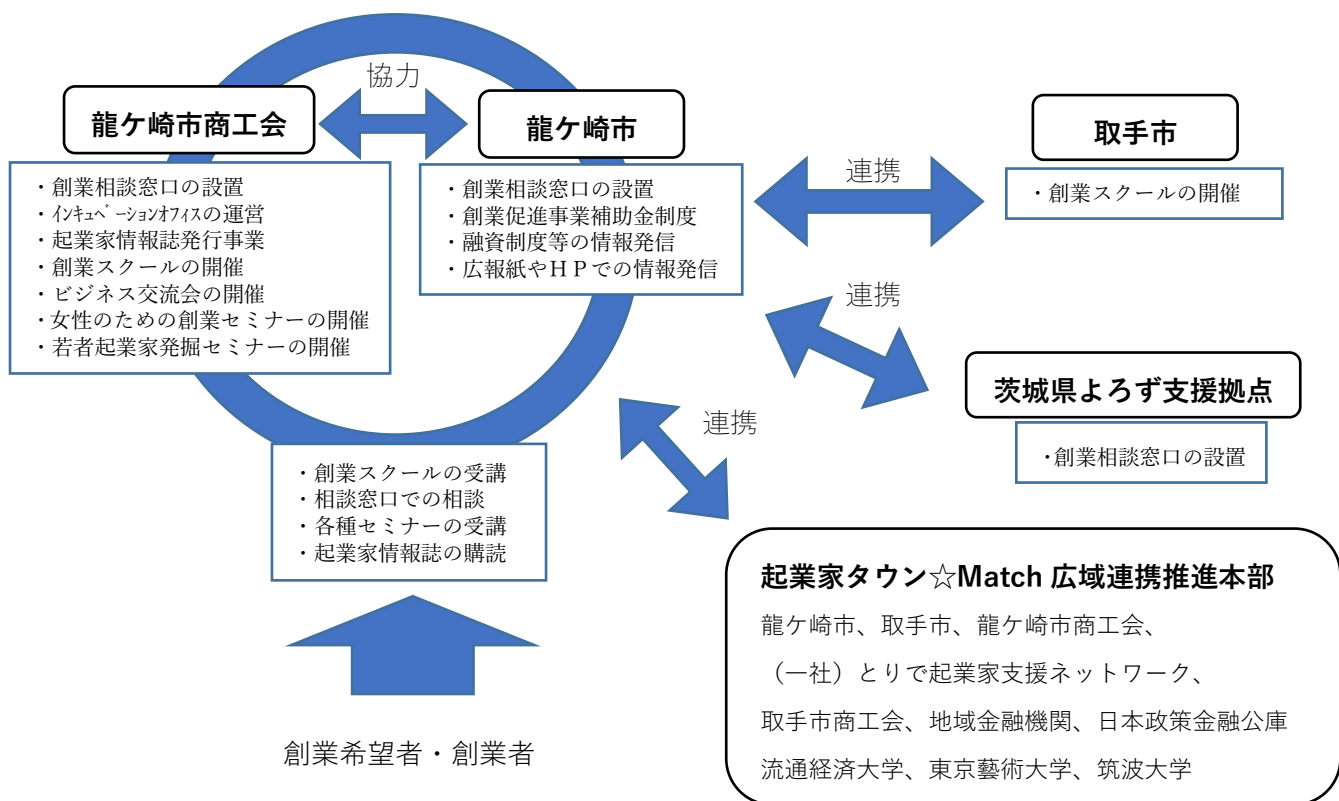 協力
龍ケ崎市商工会
龍ケ崎市
取手市
・創業相談窓口の設置
・ｲﾝｷｭﾍﾞｰｼｮﾝｵﾌｨｽの運営
・起業家情報誌発行事業
・創業スクールの開催
・ビジネス交流会の開催
・女性のための創業セミナーの開催
・若者起業家発掘セミナーの開催
・創業相談窓口の設置
・創業促進事業補助金制度
・融資制度等の情報発信
・広報紙やＨＰでの情報発信
連携
・創業スクールの開催
連携
茨城県よろず支援拠点
・創業相談窓口の設置
連携
・創業スクールの受講
・相談窓口での相談
・各種セミナーの受講
・起業家情報誌の購読
創業希望者・創業者
起業家タウン☆Match 広域連携推進本部
龍ケ崎市、取手市、龍ケ崎市商工会、
（一社）とりで起業家支援ネットワーク、
取手市商工会、地域金融機関、日本政策金融公庫
流通経済大学、東京藝術大学、筑波大学